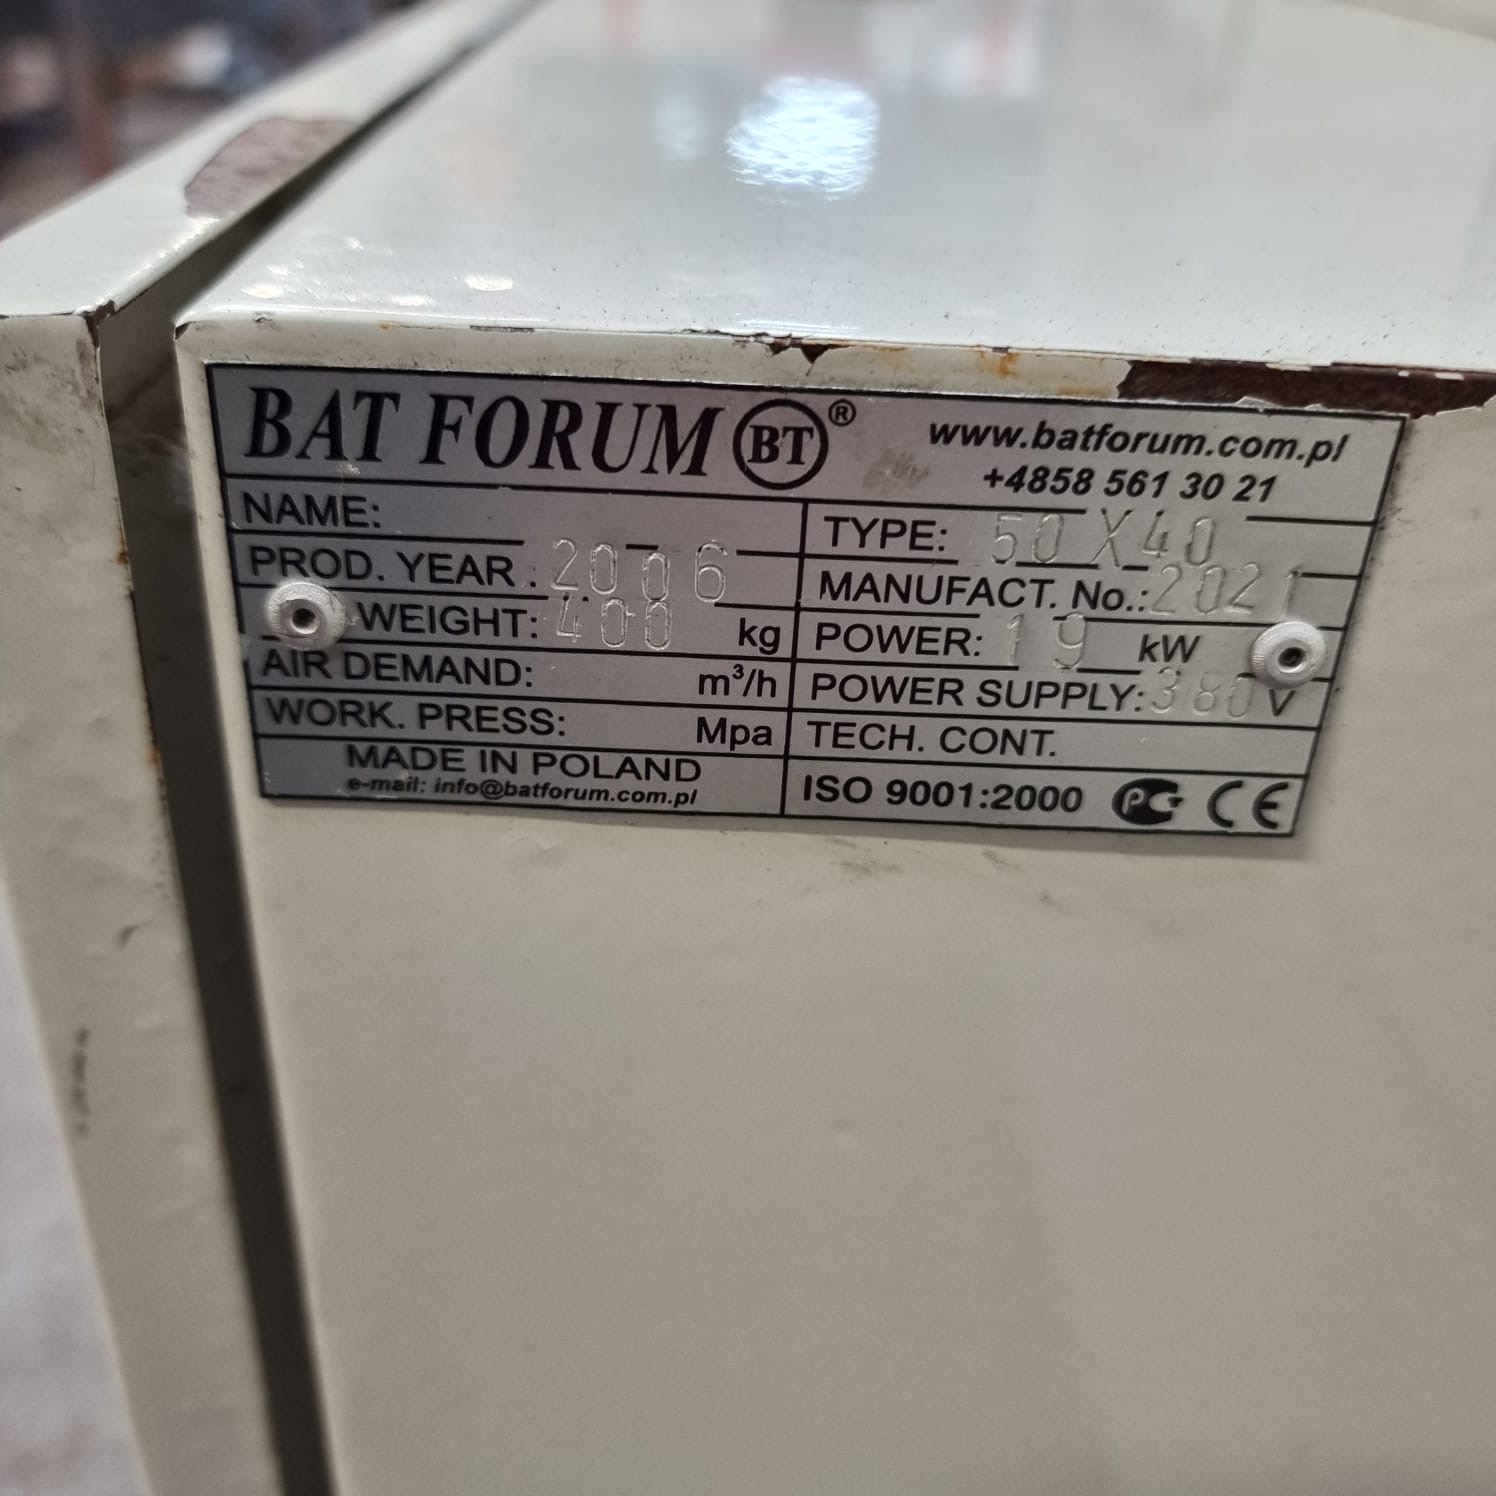 BAT FORUM BT ® www.batforum.com.pl
+4858 561 30 21
NAME:
PROD. YEAR: 2006
WEIGHT: 400 kg
AIR DEMAND: m³/h
WORK. PRESS: Mpa
MADE IN POLAND
e-mail: info@batforum.com.pl
TYPE: 50 X 40
MANUFACT. No.: 2021
POWER: 19 kW
POWER SUPPLY: 380 V
TECH. CONT.
ISO 9001:2000 PCT CE